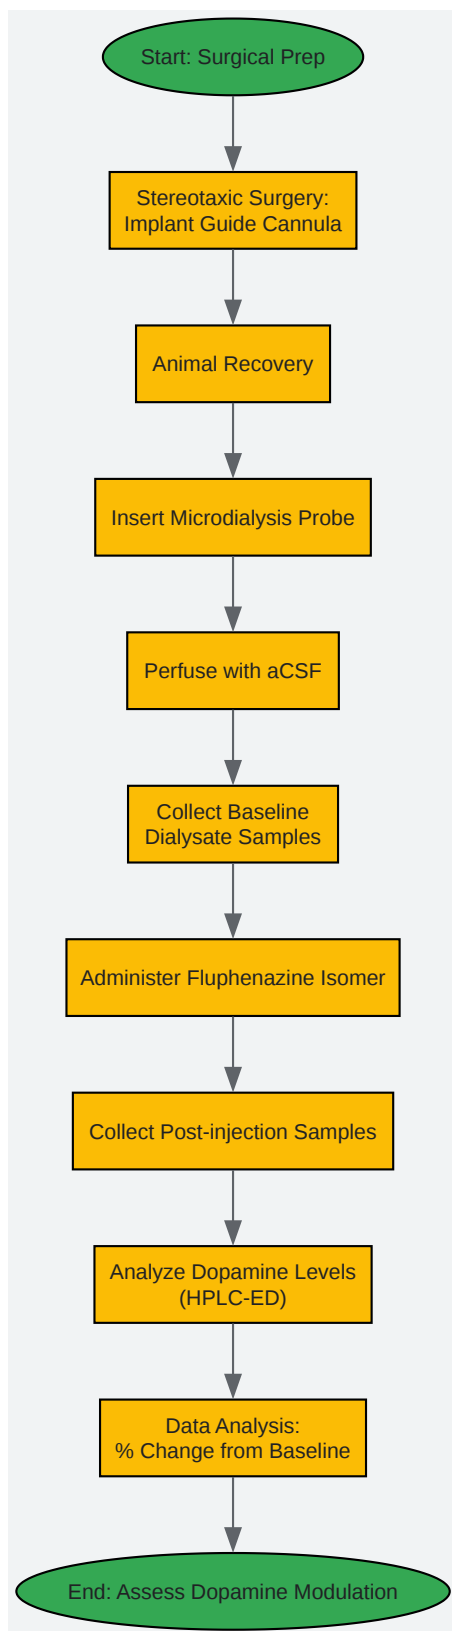 Start: Surgical Prep
Stereotaxic Surgery:
Implant Guide Cannula
Animal Recovery
Insert Microdialysis Probe
Perfuse with aCSF
Collect Baseline
Dialysate Samples
Administer Fluphenazine Isomer
Collect Post-injection Samples
Analyze Dopamine Levels
(HPLC-ED)
Data Analysis:
% Change from Baseline
End: Assess Dopamine Modulation